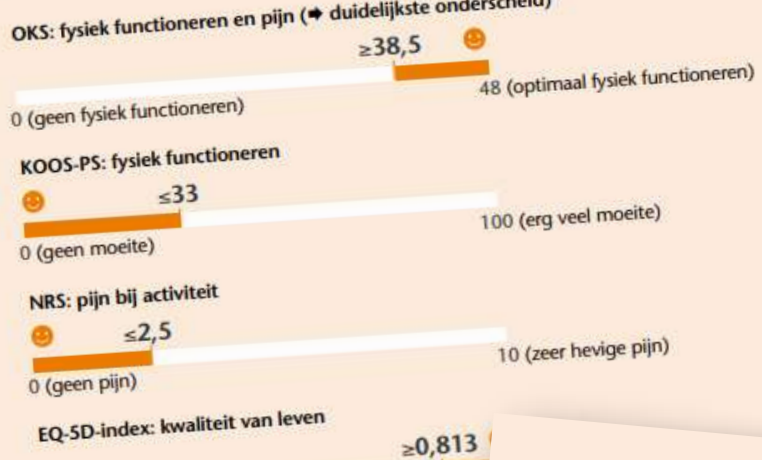 OKS: fysiek functioneren en pijn (➡ duidelijkste onderscheid)
≥38,5
0 (geen fysiek functioneren)
48 (optimaal fysiek functioneren)
KOOS-PS: fysiek functioneren
≤33
0 (geen moeite)
100 (erg veel moeite)
NRS: pijn bij activiteit
≤2,5
0 (geen pijn)
10 (zeer hevige pijn)
EQ-5D-index: kwaliteit van leven
≥0,813